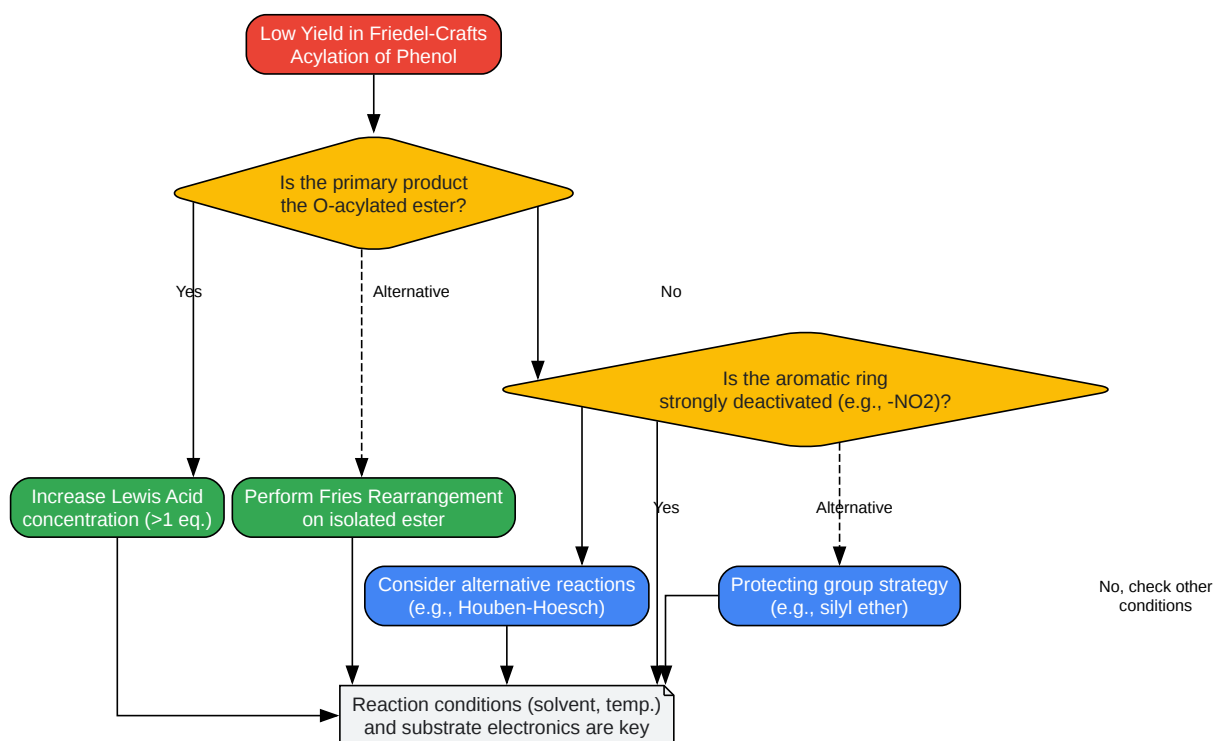 Low Yield in Friedel-Crafts
Acylation of Phenol
Is the primary product
the O-acylated ester?
Yes
Alternative
No
Is the aromatic ring
strongly deactivated (e.g., -NO2)?
Increase Lewis Acid
concentration (>1 eq.)
Perform Fries Rearrangement
on isolated ester
Yes
Alternative
Consider alternative reactions
(e.g., Houben-Hoesch)
Protecting group strategy
(e.g., silyl ether)
No, check other
conditions
Reaction conditions (solvent, temp.)
and substrate electronics are key